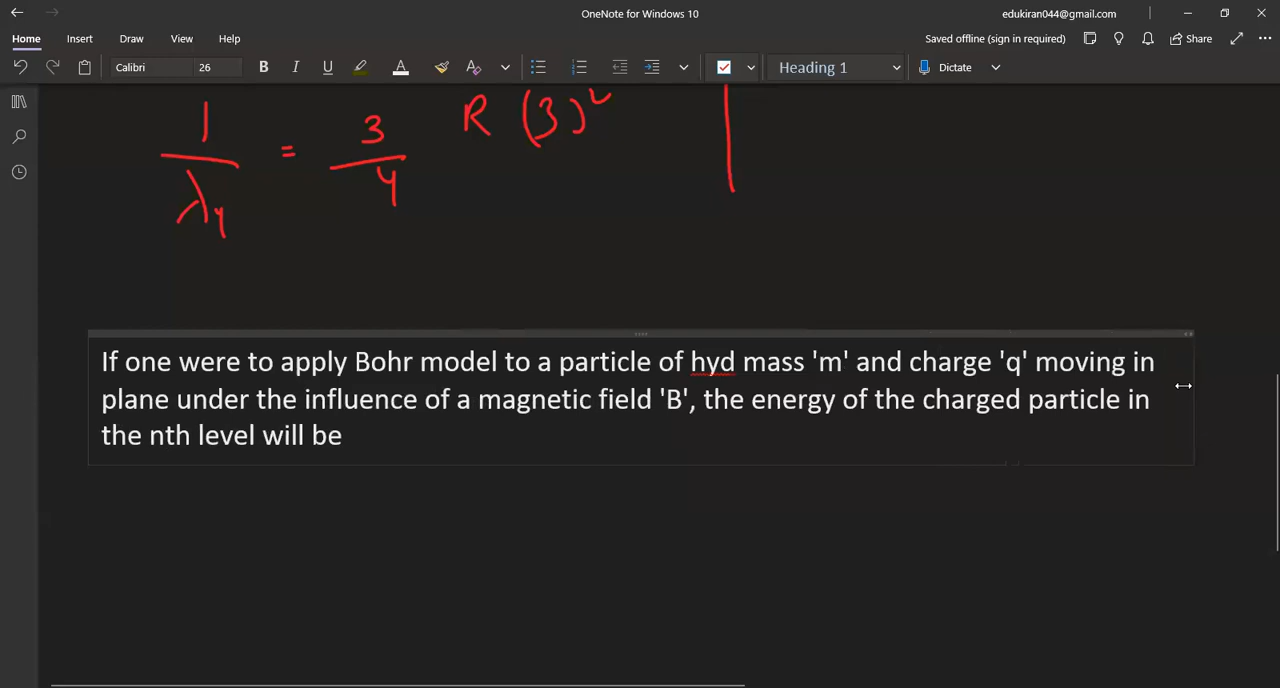 OneNote for Windows 10
edukiran044@gmail.com
Home Insert Draw View Help
Saved offline (sign in required)
Share
Calibri 26 B I U A A Heading 1 Dictate
1/λ4 = 3/4 R (3)²
If one were to apply Bohr model to a particle of hyd mass 'm' and charge 'q' moving in
plane under the influence of a magnetic field 'B', the energy of the charged particle in
the nth level will be